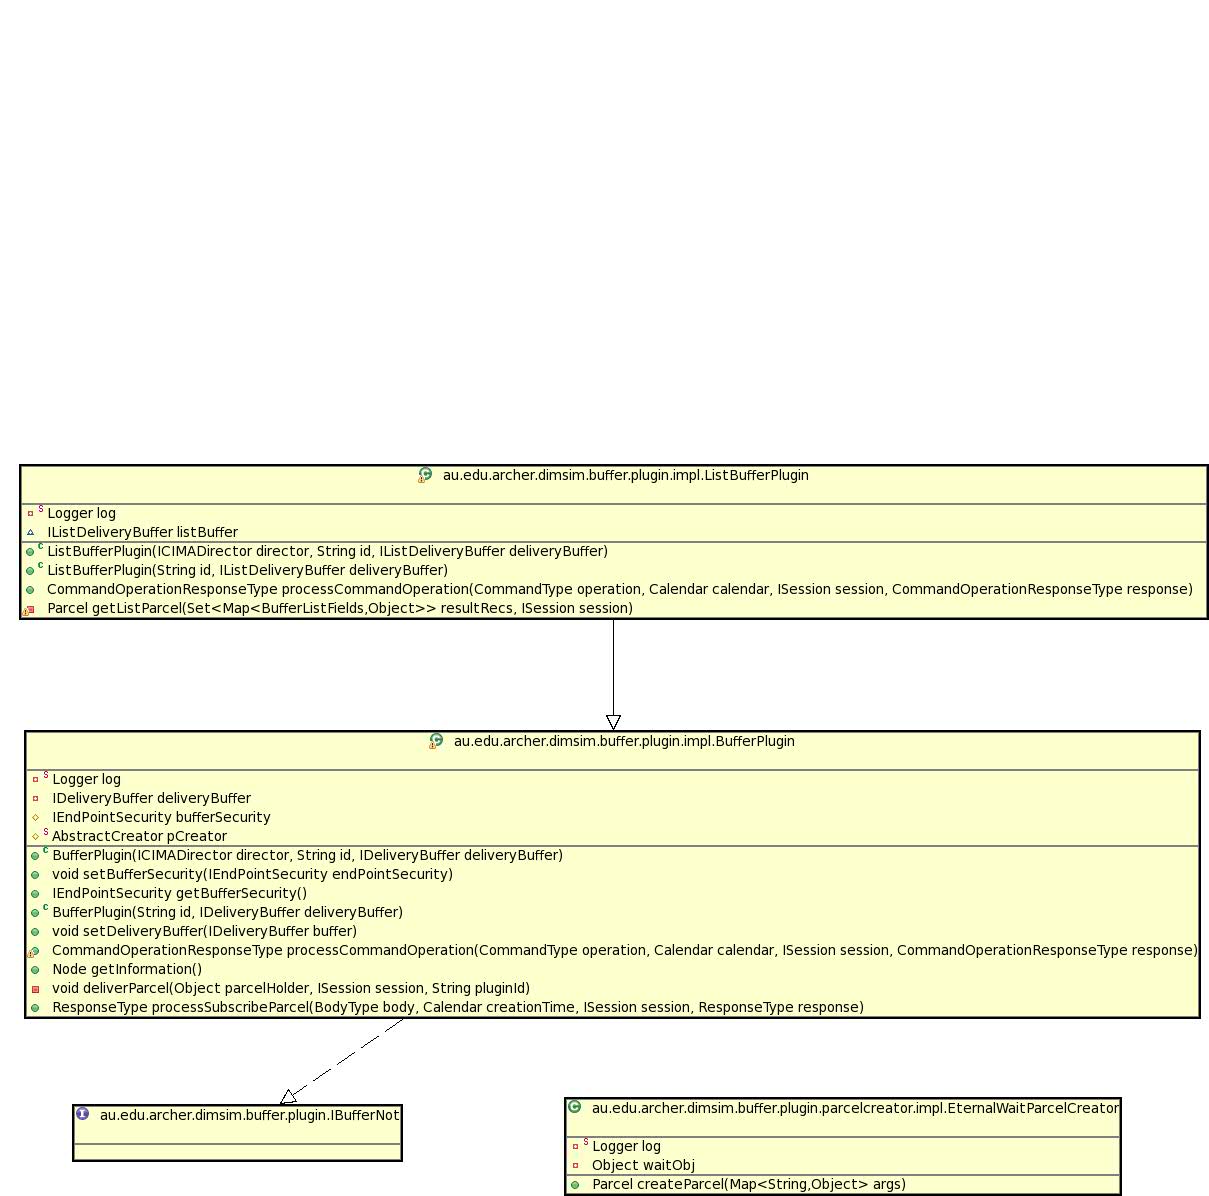 au.edu.archer.dimsim.buffer.plugin.impl.ListBufferPlugin
S Logger log
IListDeliveryBuffer listBuffer
C ListBufferPlugin(ICIMADirector director, String id, IListDeliveryBuffer deliveryBuffer)
C ListBufferPlugin(String id, IListDeliveryBuffer deliveryBuffer)
CommandOperationResponseType processCommandOperation(CommandType operation, Calendar calendar, ISession session, CommandOperationResponseType response)
Parcel getListParcel(Set<Map<BufferListFields,Object>> resultRecs, ISession session)
au.edu.archer.dimsim.buffer.plugin.impl.BufferPlugin
S Logger log
IDeliveryBuffer deliveryBuffer
IEndPointSecurity bufferSecurity
S AbstractCreator pCreator
C BufferPlugin(ICIMADirector director, String id, IDeliveryBuffer deliveryBuffer)
void setBufferSecurity(IEndPointSecurity endPointSecurity)
IEndPointSecurity getBufferSecurity()
C BufferPlugin(String id, IDeliveryBuffer deliveryBuffer)
void setDeliveryBuffer(IDeliveryBuffer buffer)
CommandOperationResponseType processCommandOperation(CommandType operation, Calendar calendar, ISession session, CommandOperationResponseType response)
Node getInformation()
void deliverParcel(Object parcelHolder, ISession session, String pluginId)
ResponseType processSubscribeParcel(BodyType body, Calendar creationTime, ISession session, ResponseType response)
I au.edu.archer.dimsim.buffer.plugin.IBufferNot
C au.edu.archer.dimsim.buffer.plugin.parcelcreator.impl.EternalWaitParcelCreator
S Logger log
Object waitObj
Parcel createParcel(Map<String,Object> args)